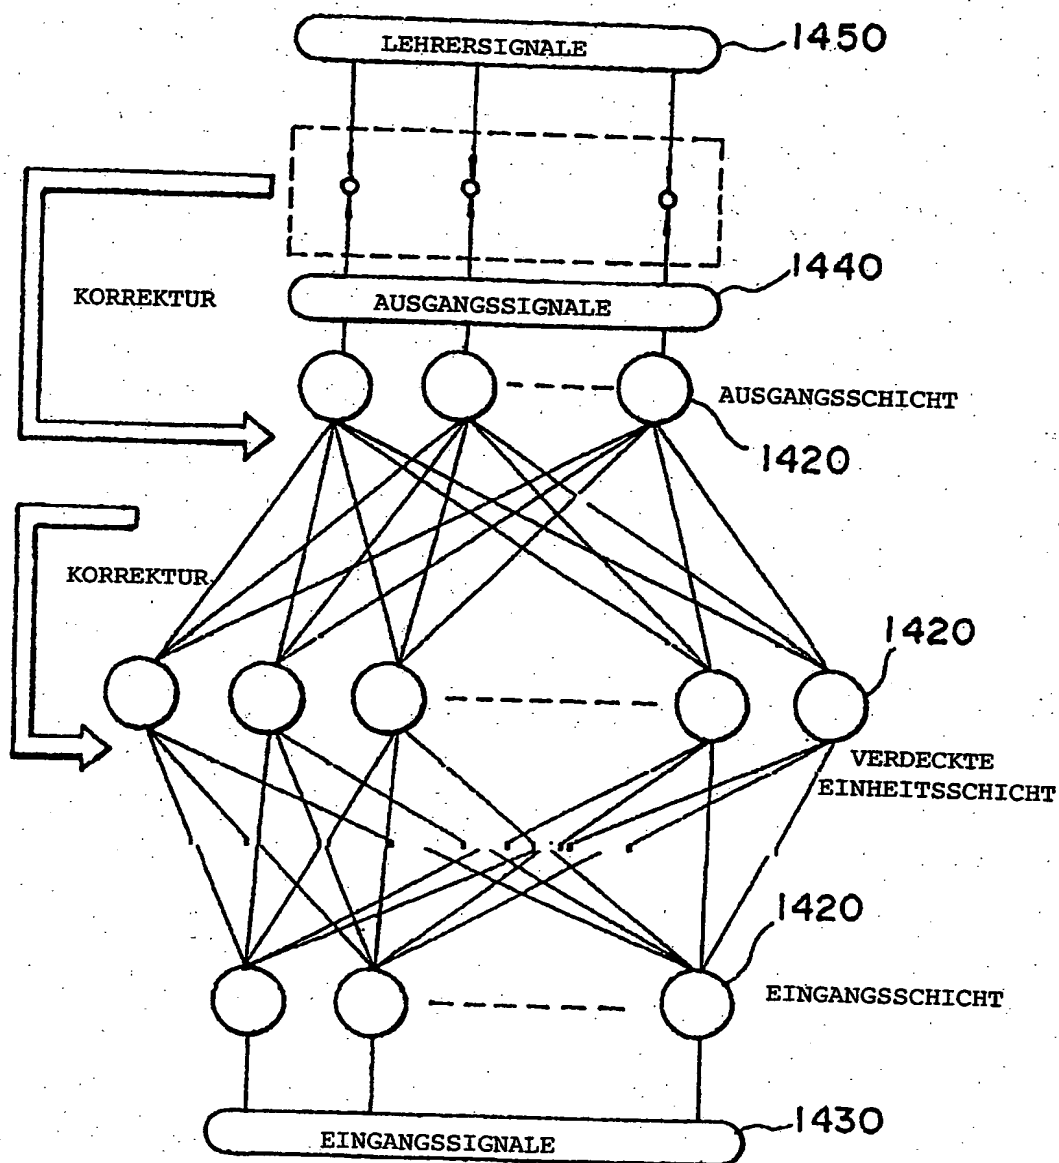 LEHRERSIGNALE
1450
1440
KORREKTUR
AUSGANGSSIGNALE
AUSGANGSSCHICHT
1420
KORREKTUR
1420
VERDECKTE
EINHEITSSCHICHT
1420
EINGANGSSCHICHT
1430
EINGANGSSIGNALE